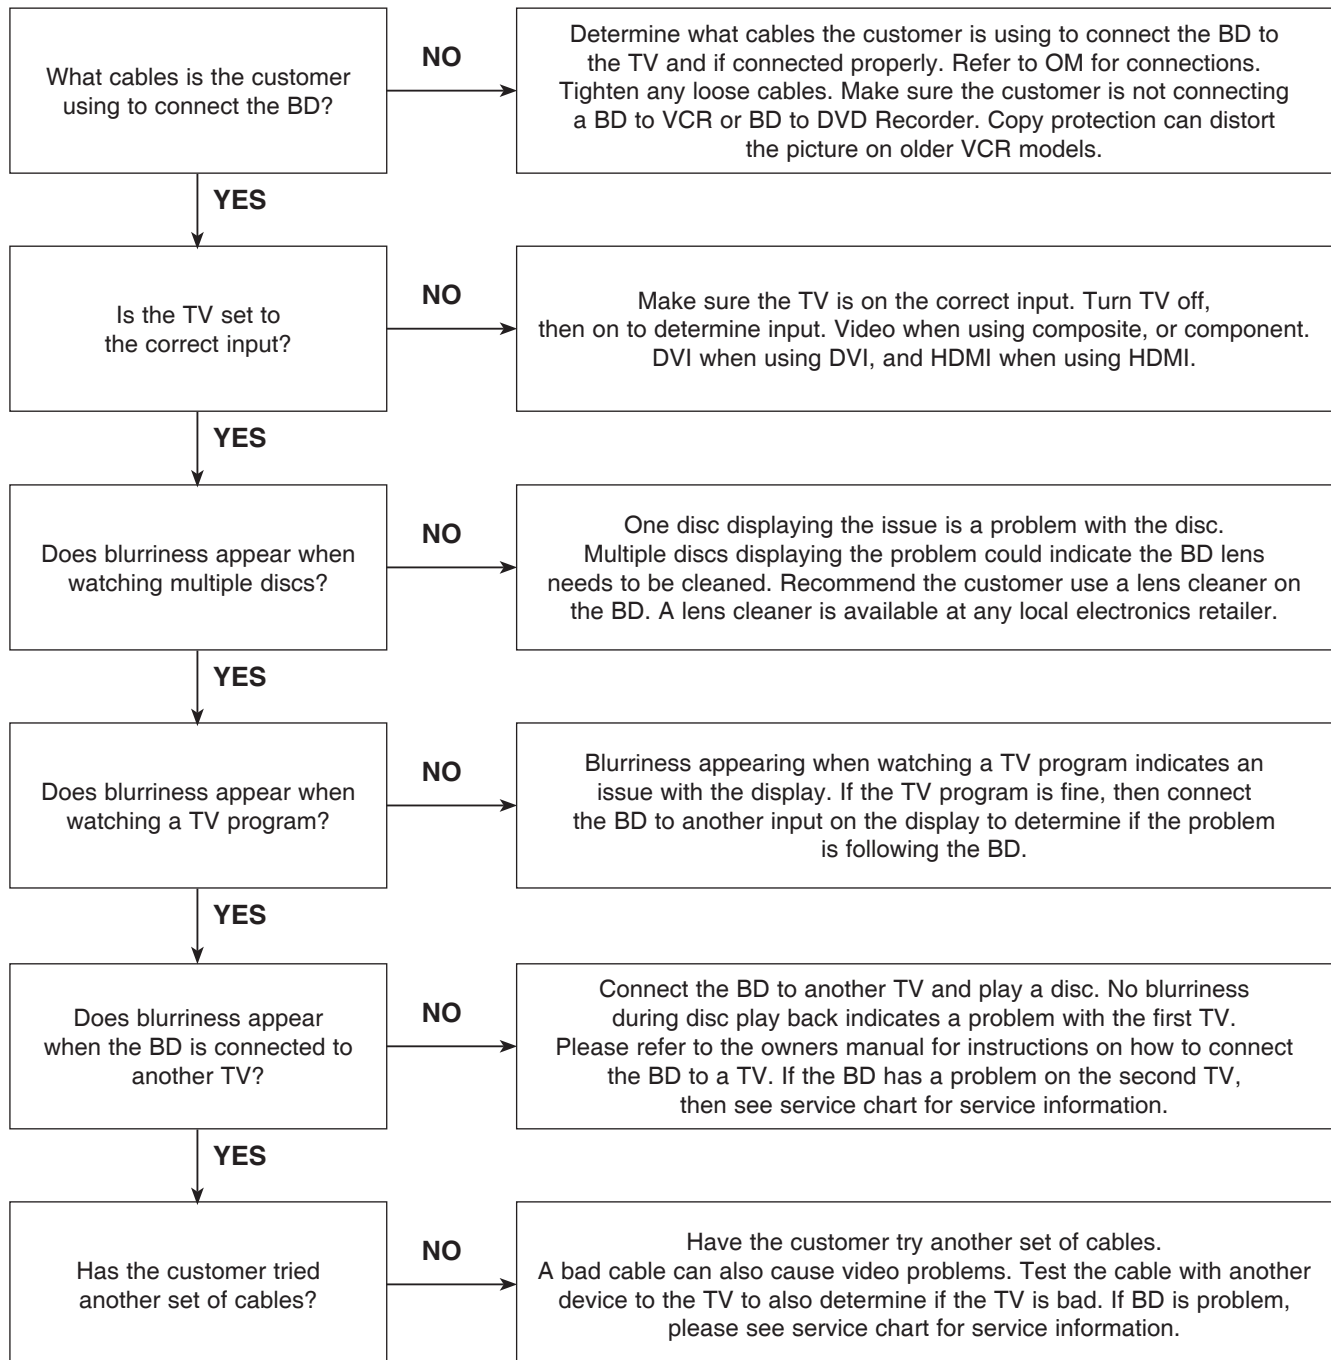 What cables is the customer
using to connect the BD?
NO
Determine what cables the customer is using to connect the BD to
the TV and if connected properly. Refer to OM for connections.
Tighten any loose cables. Make sure the customer is not connecting
a BD to VCR or BD to DVD Recorder. Copy protection can distort
the picture on older VCR models.
YES
Is the TV set to
the correct input?
NO
Make sure the TV is on the correct input. Turn TV off,
then on to determine input. Video when using composite, or component.
DVI when using DVI, and HDMI when using HDMI.
YES
Does blurriness appear when
watching multiple discs?
NO
One disc displaying the issue is a problem with the disc.
Multiple discs displaying the problem could indicate the BD lens
needs to be cleaned. Recommend the customer use a lens cleaner on
the BD. A lens cleaner is available at any local electronics retailer.
YES
Does blurriness appear when
watching a TV program?
NO
Blurriness appearing when watching a TV program indicates an
issue with the display. If the TV program is fine, then connect
the BD to another input on the display to determine if the problem
is following the BD.
YES
Does blurriness appear
when the BD is connected to
another TV?
NO
Connect the BD to another TV and play a disc. No blurriness
during disc play back indicates a problem with the first TV.
Please refer to the owners manual for instructions on how to connect
the BD to a TV. If the BD has a problem on the second TV,
then see service chart for service information.
YES
Has the customer tried
another set of cables?
NO
Have the customer try another set of cables.
A bad cable can also cause video problems. Test the cable with another
device to the TV to also determine if the TV is bad. If BD is problem,
please see service chart for service information.